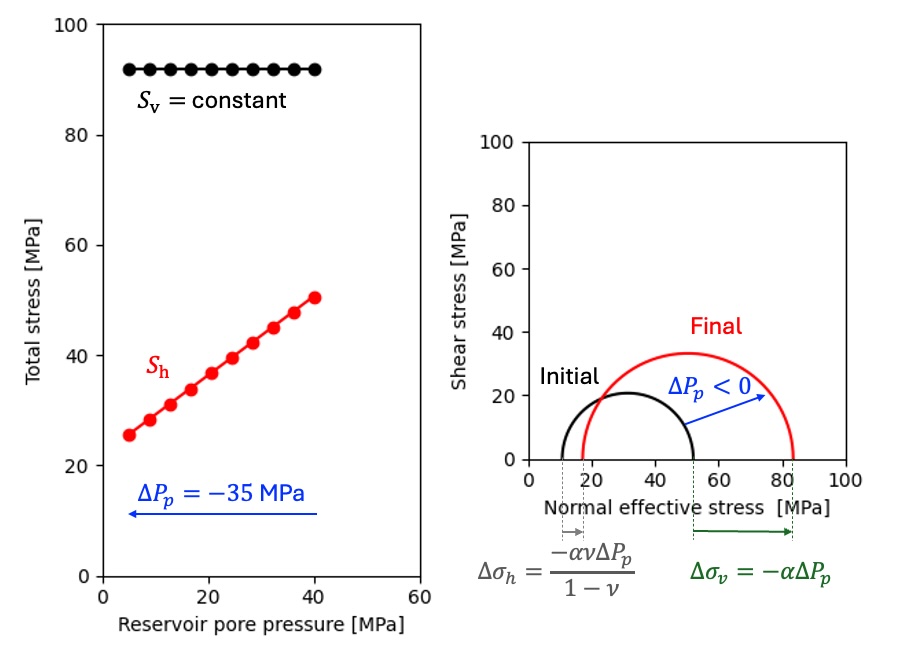 100
80
60
40
20
0
0
20
40
60
Total stress [MPa]
Reservoir pore pressure [MPa]
S_v = constant
S_h
ΔP_p = −35 MPa
100
80
60
40
20
0
0
20
40
60
80
100
Shear stress [MPa]
Normal effective stress [MPa]
Final
Initial
ΔP_p < 0
Δσ_h = −ανΔP_p / 1 − ν
Δσ_v = −αΔP_p